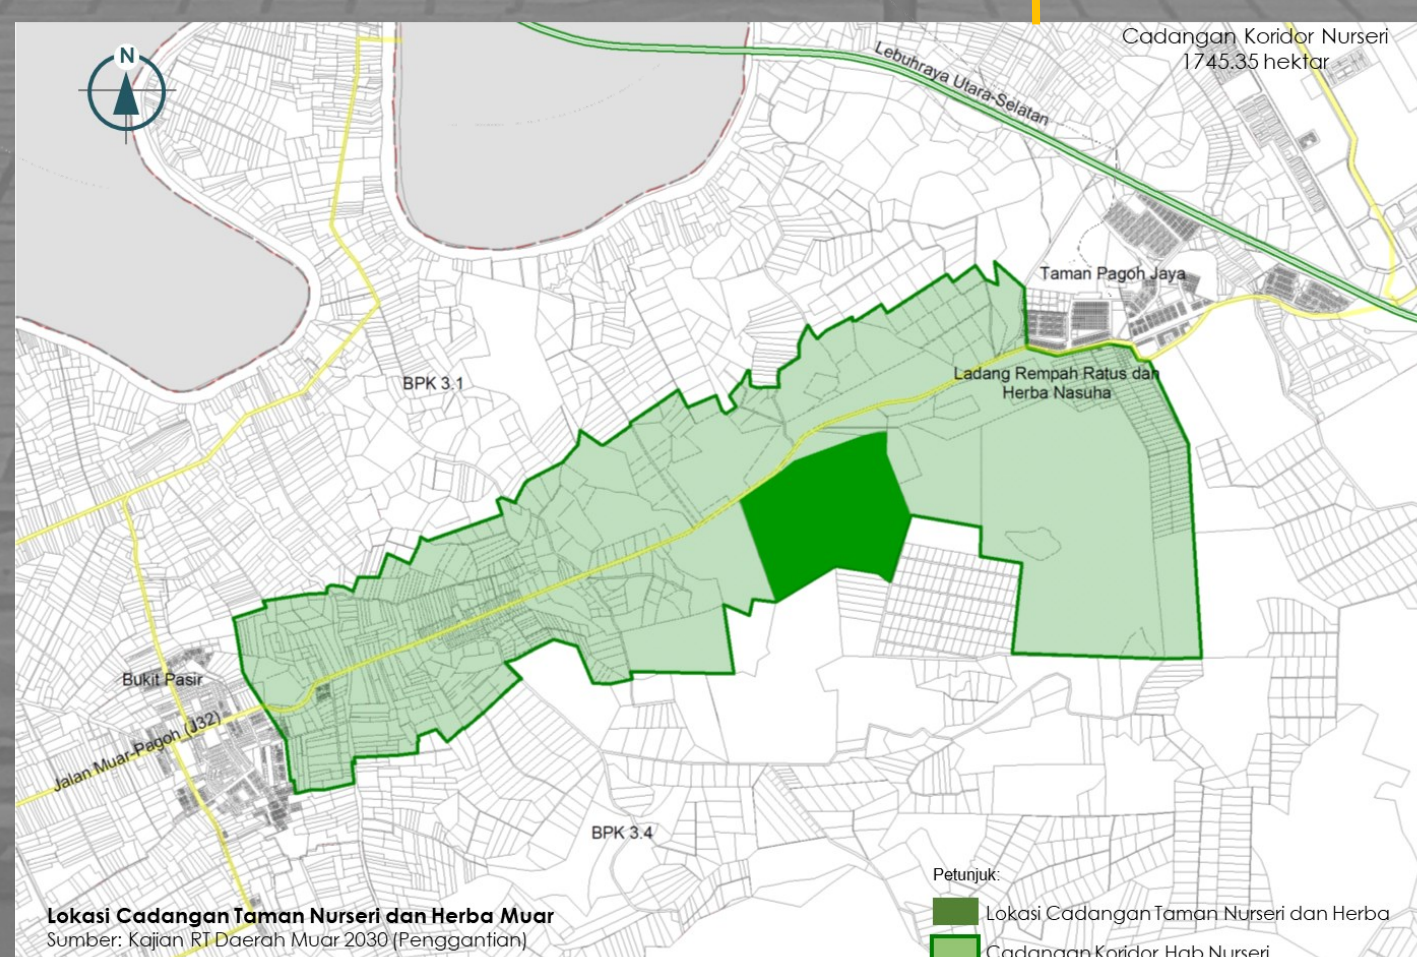 N
Cadangan Koridor Nurseri
1745.35 hektar
Lebuhraya Utara-Selatan
Taman Pagoh Jaya
Ladang Rempah Ratus dan
Herba Nasuha
BPK 3.1
Bukit Pasir
Jalan Muar-Pagoh (J32)
BPK 3.4
Petunjuk:
Lokasi Cadangan Taman Nurseri dan Herba
Cadangan Koridor Hab Nurseri
Lokasi Cadangan Taman Nurseri dan Herba Muar
Sumber: Kajian RT Daerah Muar 2030 (Penggantian)